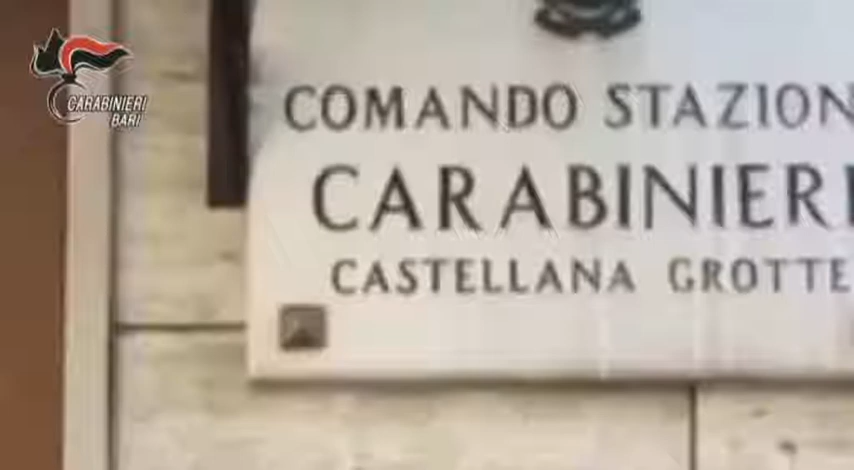 CARABINIERI
BARI
COMANDO STAZION
CARABINIERI
CASTELLANA GROTTE